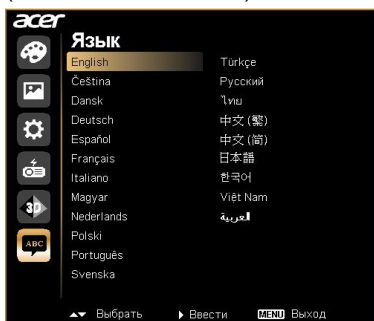 acer
Язык
English
Čeština
Dansk
Deutsch
Español
Français
Italiano
Magyar
Nederlands
Polski
Português
Svenska
Türkçe
Русский
ไทย
中文 (繁)
中文 (简)
日本語
한국어
Việt Nam
العربية
3D
ABC
Выбрать
Ввести
MENU Выход